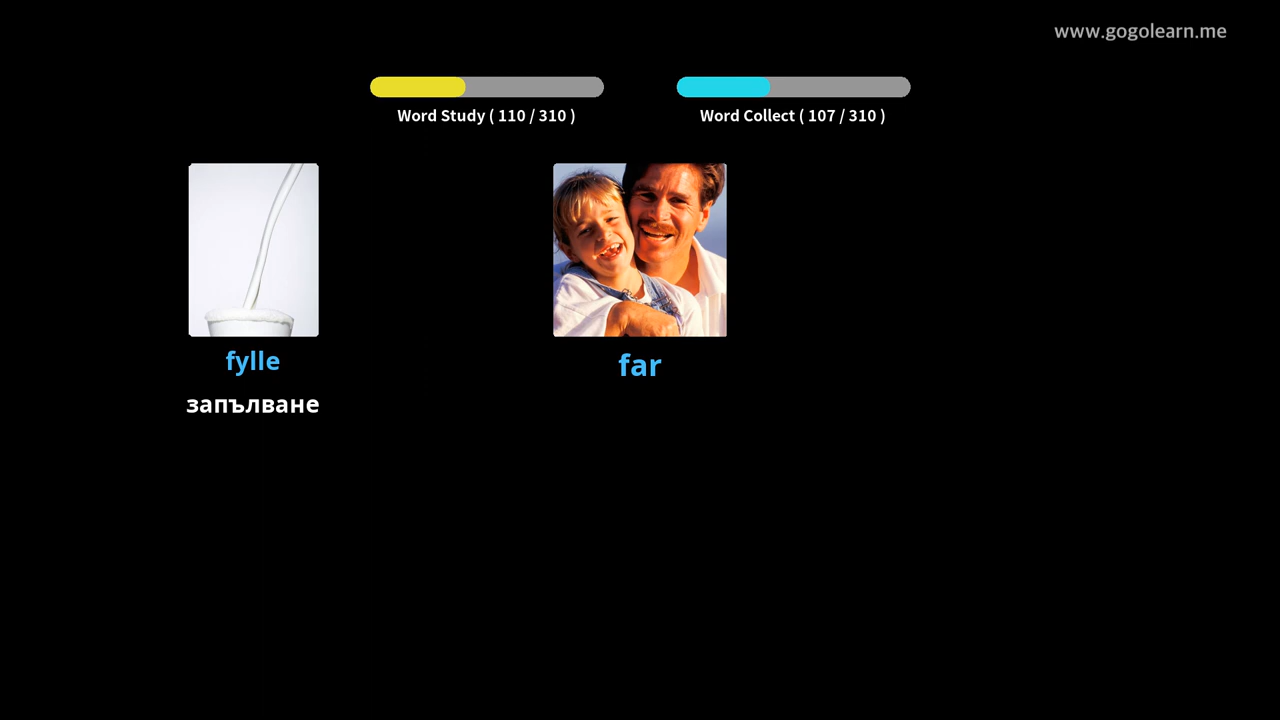 www.gogolearn.me
Word Study ( 110 / 310 )
Word Collect ( 107 / 310 )
fylle
запълване
far